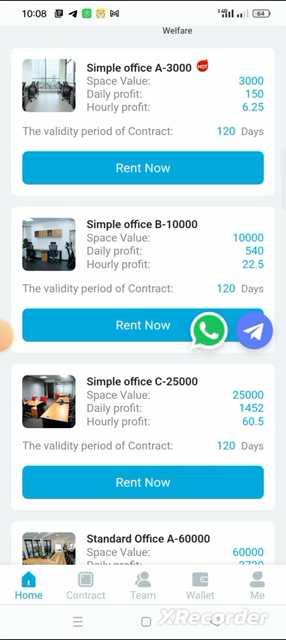 10:08
64
Welfare
Simple office A-3000 HOT
Space Value: 3000
Daily profit: 150
Hourly profit: 6.25
The validity period of Contract: 120 Days
Rent Now
Simple office B-10000
Space Value: 10000
Daily profit: 540
Hourly profit: 22.5
The validity period of Contract: 120 Days
Rent Now
Simple office C-25000
Space Value: 25000
Daily profit: 1452
Hourly profit: 60.5
The validity period of Contract: 120 Days
Rent Now
Standard Office A-60000
Space Value: 60000
Daily profit: 3720
Home Contract Team Wallet Me
XRecorder